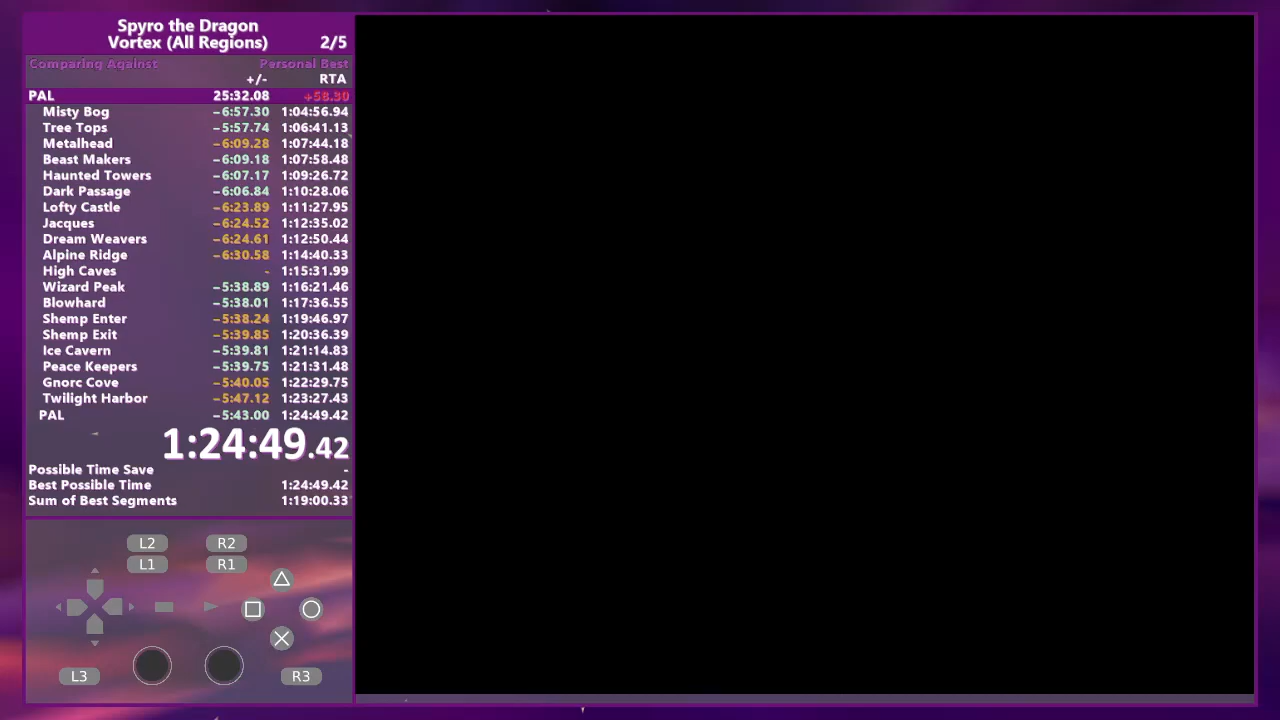 Spyro the Dragon
Vortex (All Regions) 2/5
Comparing Against Personal Best
+/- RTA
PAL 25:32.08 +58.30
Misty Bog −6:57.30 1:04:56.94
Tree Tops −5:57.74 1:06:41.13
Metalhead −6:09.28 1:07:44.18
Beast Makers −6:09.18 1:07:58.48
Haunted Towers −6:07.17 1:09:26.72
Dark Passage −6:06.84 1:10:28.06
Lofty Castle −6:23.89 1:11:27.95
Jacques −6:24.52 1:12:35.02
Dream Weavers −6:24.61 1:12:50.44
Alpine Ridge −6:30.58 1:14:40.33
High Caves - 1:15:31.99
Wizard Peak −5:38.89 1:16:21.46
Blowhard −5:38.01 1:17:36.55
Shemp Enter −5:38.24 1:19:46.97
Shemp Exit −5:39.85 1:20:36.39
Ice Cavern −5:39.81 1:21:14.83
Peace Keepers −5:39.75 1:21:31.48
Gnorc Cove −5:40.05 1:22:29.75
Twilight Harbor −5:47.12 1:23:27.43
PAL −5:43.00 1:24:49.42
1:24:49.42
Possible Time Save -
Best Possible Time 1:24:49.42
Sum of Best Segments 1:19:00.33
L2 R2
L1 R1
L3 R3